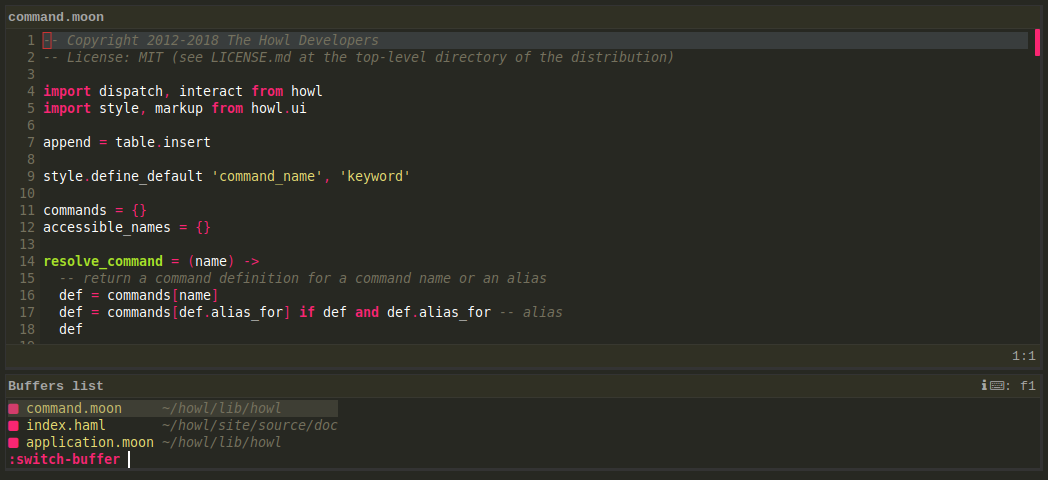 command.moon
1 -- Copyright 2012-2018 The Howl Developers
2 -- License: MIT (see LICENSE.md at the top-level directory of the distribution)
3
4 import dispatch, interact from howl
5 import style, markup from howl.ui
6
7 append = table.insert
8
9 style.define_default 'command_name', 'keyword'
10
11 commands = {}
12 accessible_names = {}
13
14 resolve_command = (name) ->
15   -- return a command definition for a command name or an alias
16   def = commands[name]
17   def = commands[def.alias_for] if def and def.alias_for -- alias
18   def
1:1
Buffers list ℹ⌨: f1
command.moon     ~/howl/lib/howl
index.haml       ~/howl/site/source/doc
application.moon ~/howl/lib/howl
:switch-buffer